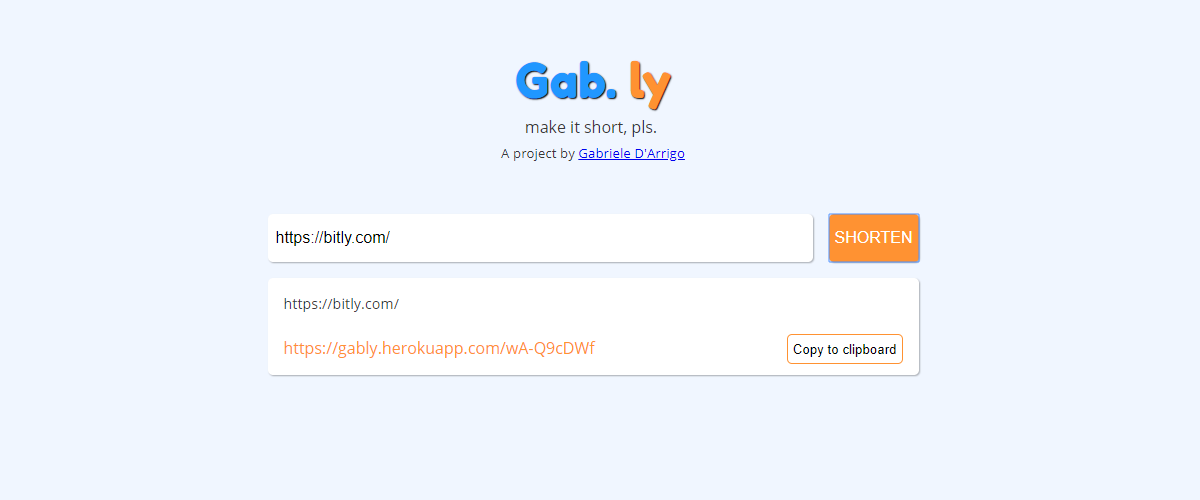 Gab. ly
make it short, pls.
A project by Gabriele D'Arrigo
https://bitly.com/ SHORTEN
https://bitly.com/
https://gably.herokuapp.com/wA-Q9cDWf Copy to clipboard